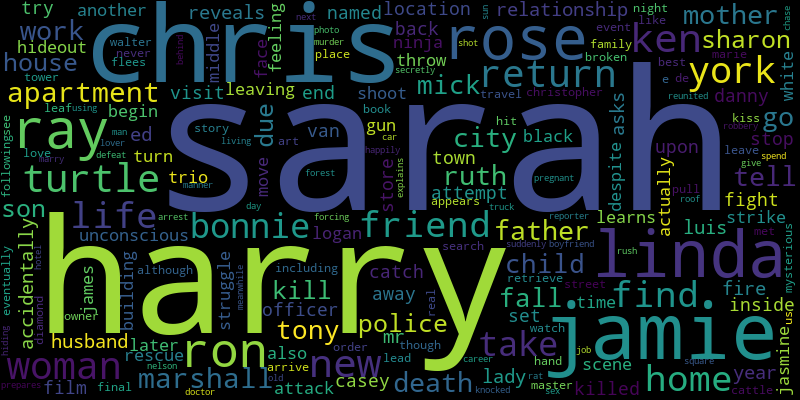 try another reveals named location back relationship mother
work middle night
hideout face feeling ninja
chris rose ken sharon
house tower walter never flees
apartment visit leaving end throw return york
photo murder place behind secretly event family broken
mick travel christopher danny white
ray due shoot book e de marie go
sarah
leaf using ed story van gun hit city reunited kiss robbery
love man begin living art car black despite asks
turtle turn lover trio move store town upon stop
marry defeat forest explains ruth actually leave give tell
son manner day happily appears attempt pull roof spend
followingsee life bonnie friend father learns luis fight
accidentally unconscious arrest forcing logan child strike met mysterious
harry linda
eventually hotel james although building struggle including search suddenly boyfriend rush reporter
kill catch fall find fire inside
diamond owner meanwhile retrieve street
husband rescue officer away real set time jamie
ron tony police watch
hiding later also mr though hand job scene use
woman nelson arrive order lead career new take square year
marshall casey death lady master home jasmine
film final attack knocked rat killed cattle
prepares doctor old sex
sun chase like best next shot pregnant truck